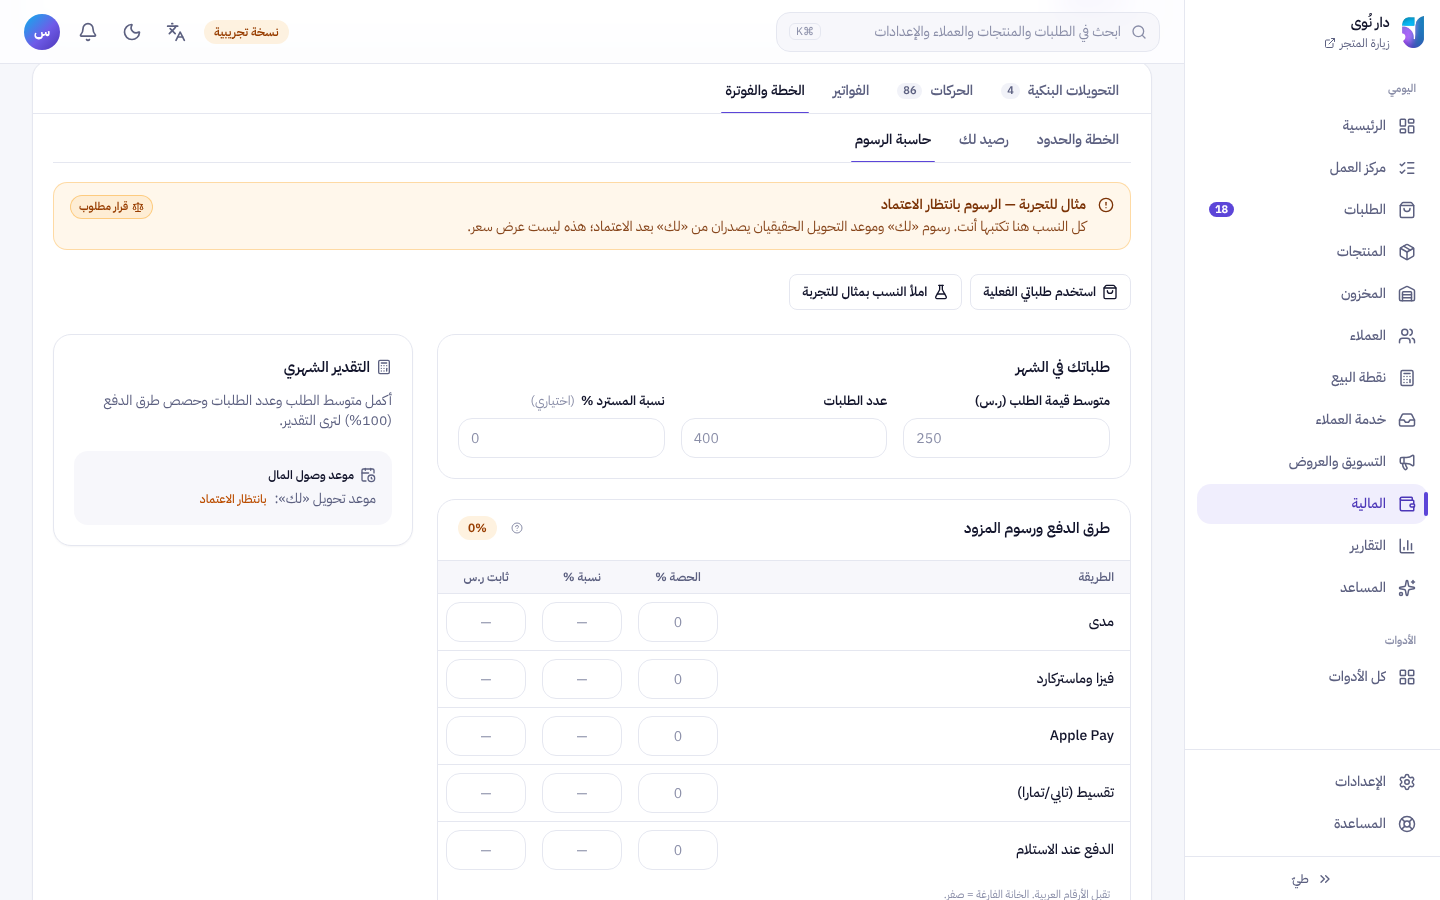 دار نُوى
زيارة المتجر
ابحث في الطلبات والمنتجات والعملاء والإعدادات
⌘K
نسخة تجريبية
س
اليومي
الرئيسية
مركز العمل
الطلبات
18
المنتجات
المخزون
العملاء
نقطة البيع
خدمة العملاء
التسويق والعروض
المالية
التقارير
المساعد
الأدوات
كل الأدوات
الإعدادات
المساعدة
طيّ
التحويلات البنكية 4 الحركات 86 الفواتير الخطة والفوترة
الخطة والحدود رصيد لك حاسبة الرسوم
مثال للتجربة — الرسوم بانتظار الاعتماد
قرار مطلوب
كل النسب هنا تكتبها أنت. رسوم «لك» وموعد التحويل الحقيقيان يصدران من «لك» بعد الاعتماد؛ هذه ليست عرض سعر.
استخدم طلباتي الفعلية املأ النسب بمثال للتجربة
طلباتك في الشهر
متوسط قيمة الطلب (ر.س) عدد الطلبات نسبة المسترد % (اختياري)
250 400 0
طرق الدفع ورسوم المزود
0%
الطريقة الحصة % نسبة % ثابت ر.س
مدى 0 — —
فيزا وماستركارد 0 — —
Apple Pay 0 — —
تقسيط (تابي/تمارا) 0 — —
الدفع عند الاستلام 0 — —
تقبل الأرقام العربية. الخانة الفارغة = صفر.
التقدير الشهري
أكمل متوسط الطلب وعدد الطلبات وحصص طرق الدفع
(100%) لترى التقدير.
موعد وصول المال
موعد تحويل «لك»: بانتظار الاعتماد